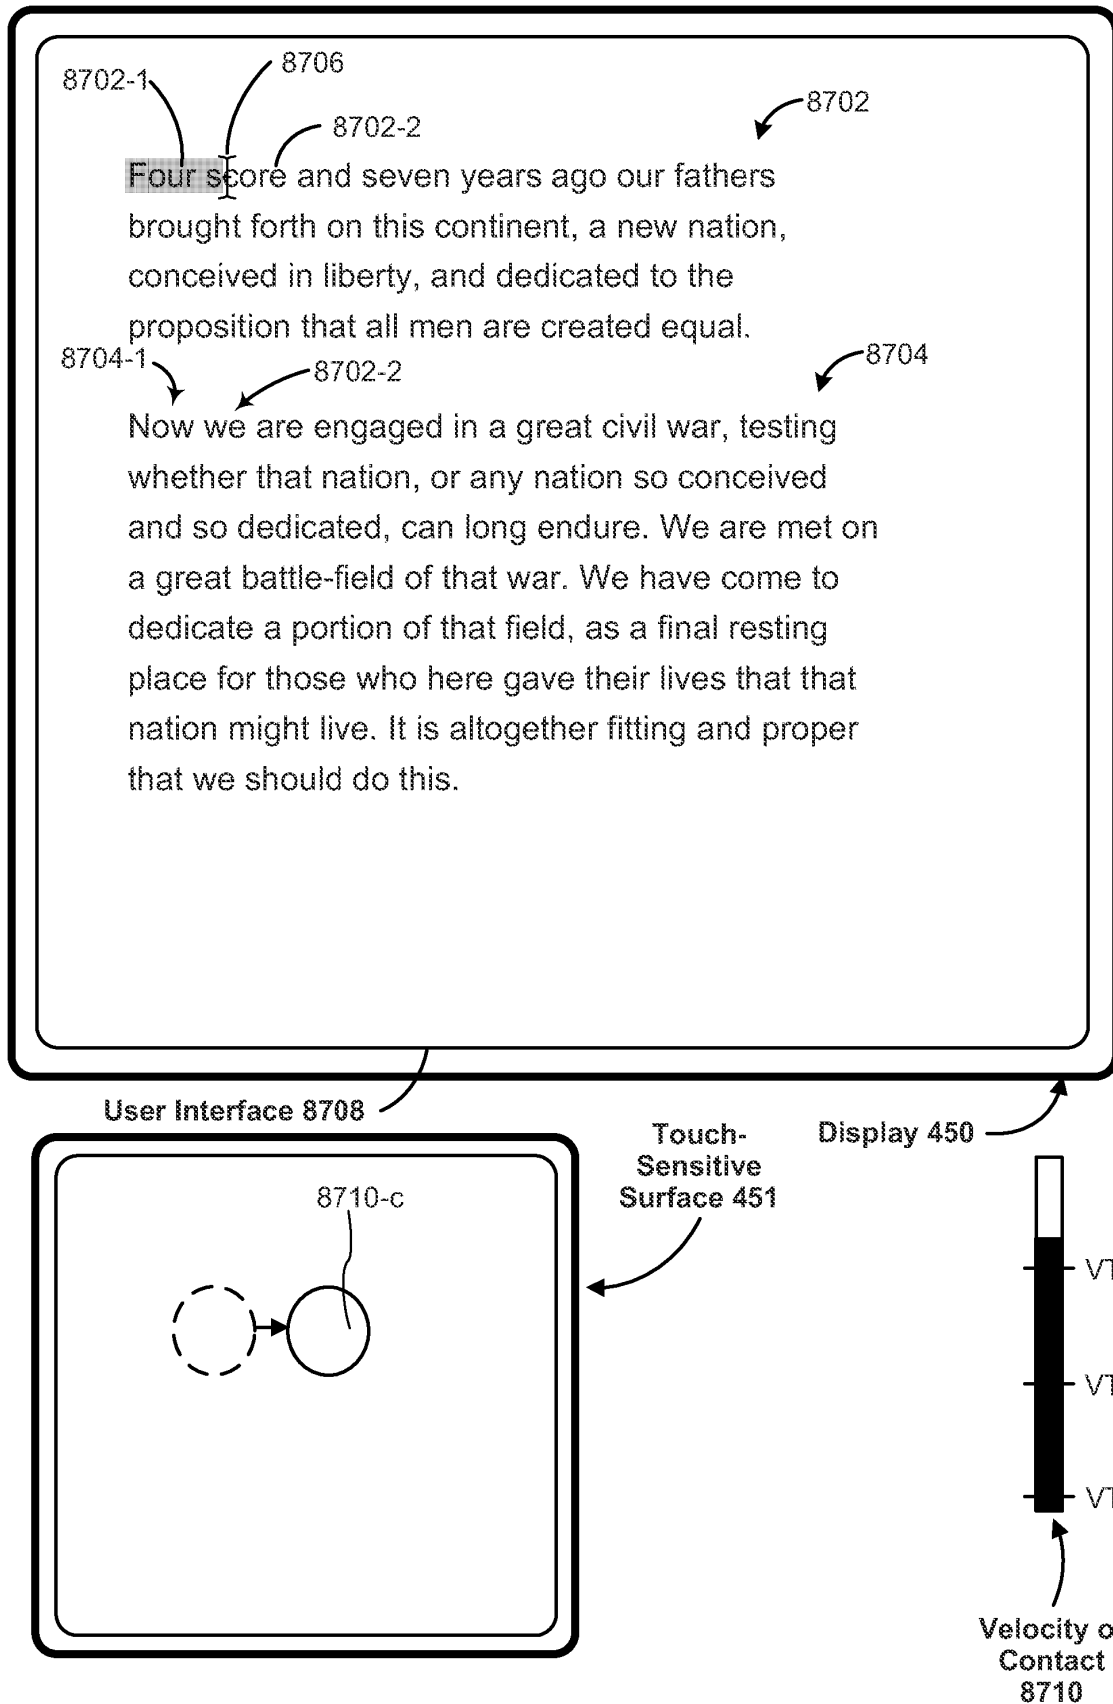 8702-1
8706
8702-2
8702
Four score and seven years ago our fathers
brought forth on this continent, a new nation,
conceived in liberty, and dedicated to the
proposition that all men are created equal.
8704-1
8702-2
8704
Now we are engaged in a great civil war, testing
whether that nation, or any nation so conceived
and so dedicated, can long endure. We are met on
a great battle-field of that war. We have come to
dedicate a portion of that field, as a final resting
place for those who here gave their lives that that
nation might live. It is altogether fitting and proper
that we should do this.
User Interface 8708
Display 450
Touch-
Sensitive
Surface 451
8710-c
VT
VT
VT
Velocity o
Contact
8710